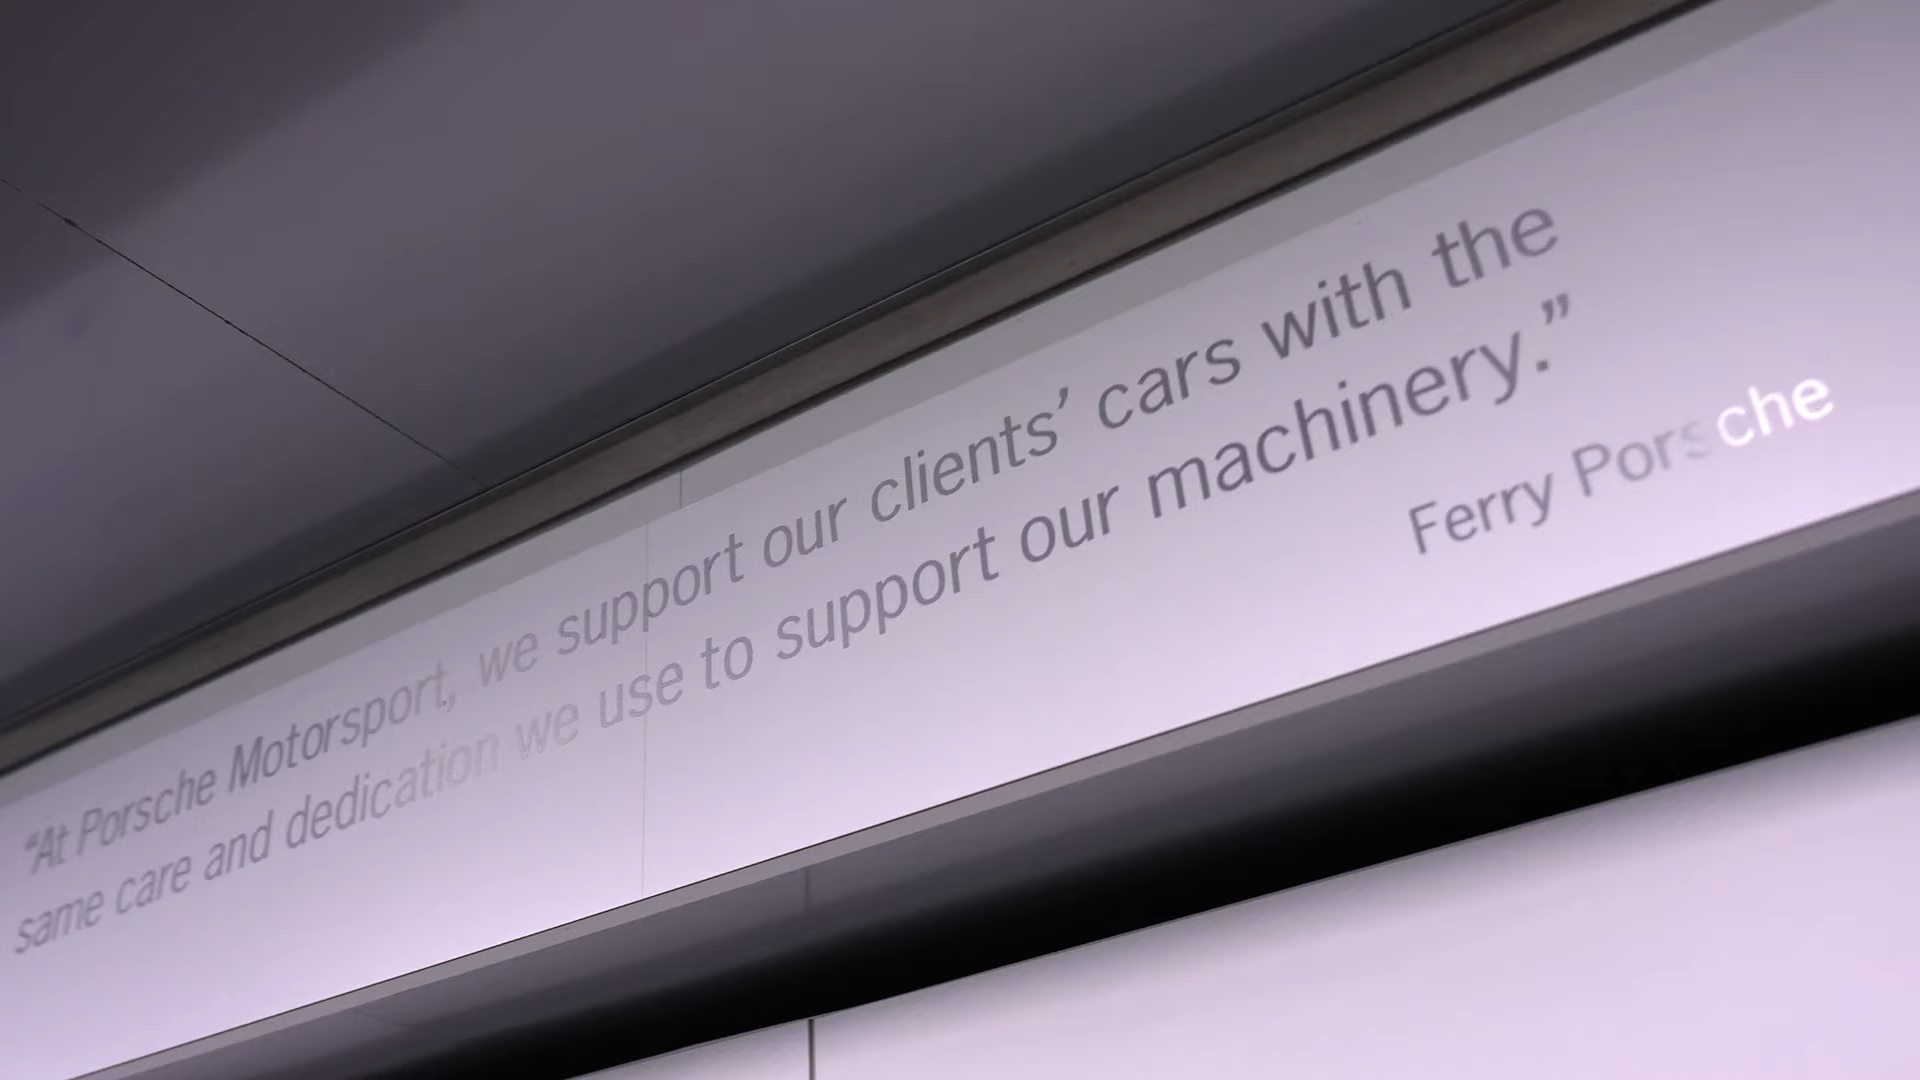 “At Porsche Motorsport, we support our clients’ cars with the
same care and dedication we use to support our machinery.”
Ferry Porsche